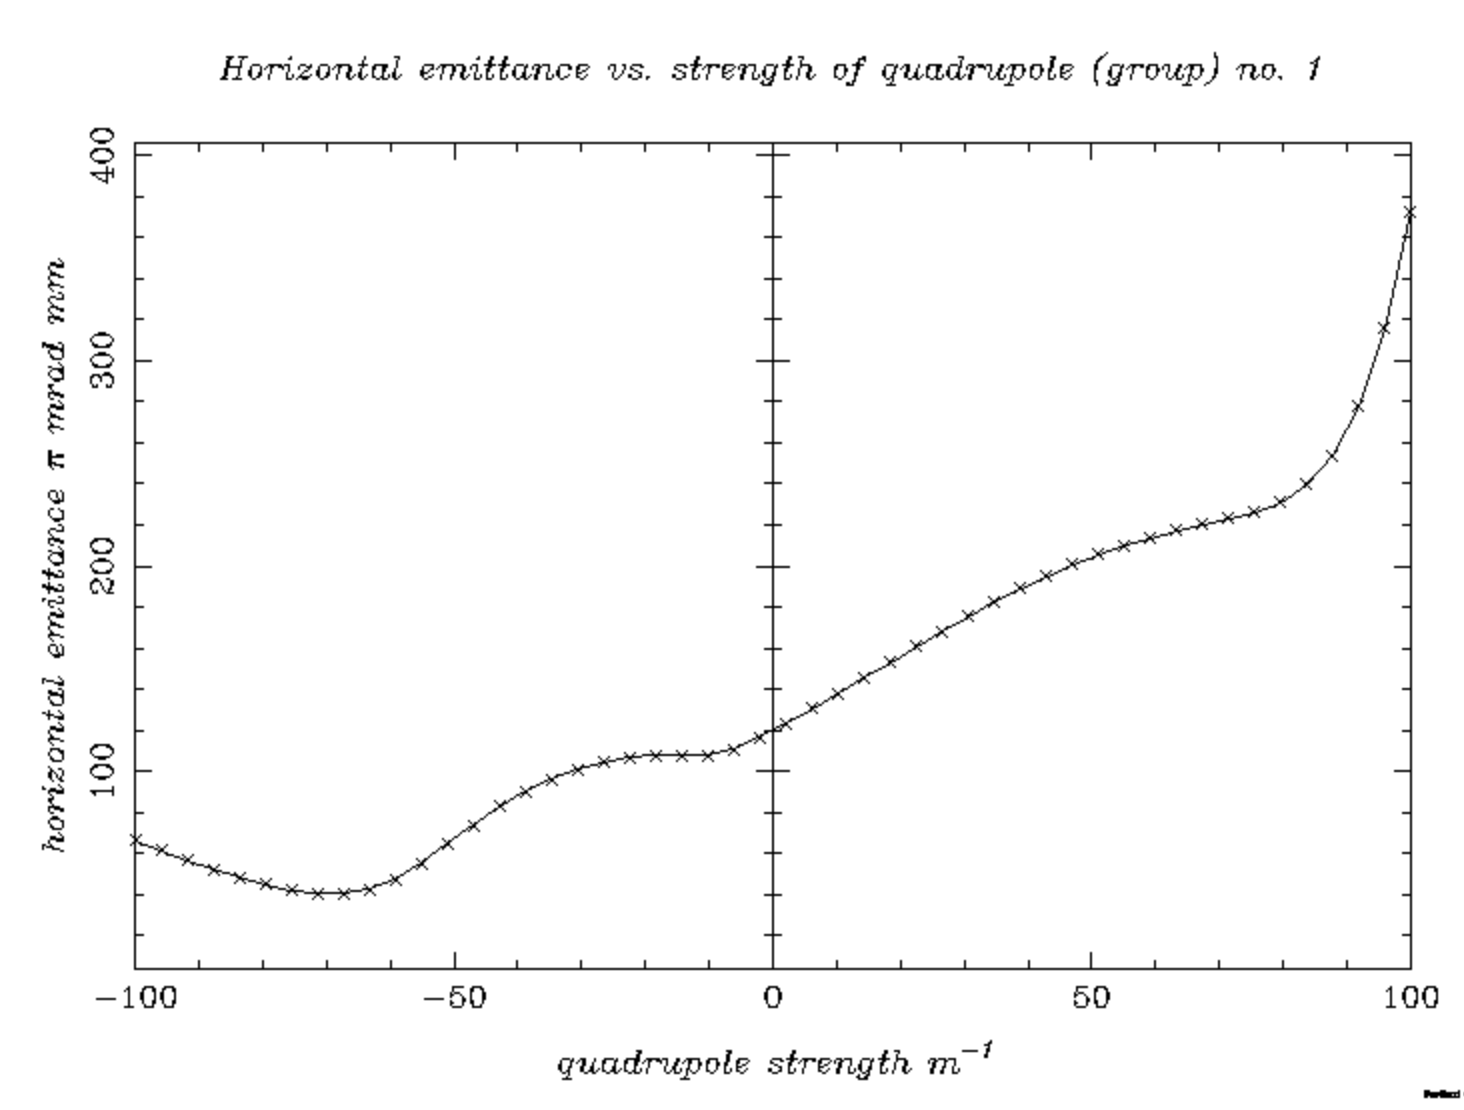 Horizontal emittance vs. strength of quadrupole (group) no. 1
400
300
200
100
horizontal emittance π mrad mm
−100 −50 0 50 100
quadrupole strength m⁻¹